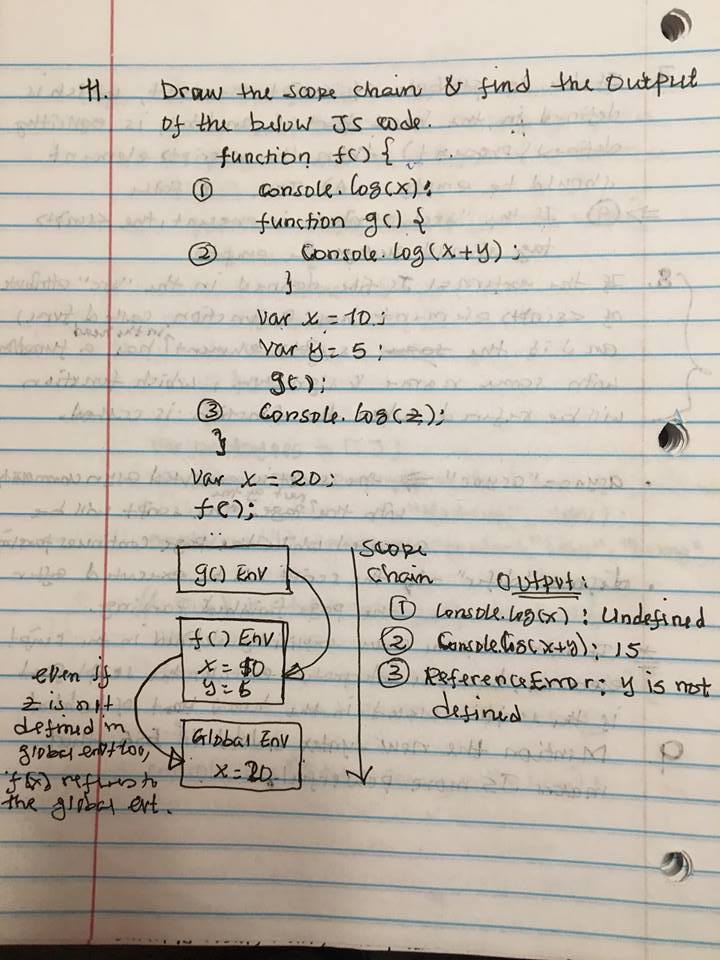 11. Draw the scope chain & find the output
of the below JS code.
function f() {
① console.log(x);
function g() {
② Console.log(x+y);
}
var x = 10;
var y = 5;
g();
③ Console.log(z);
}
var x = 20;
f();
g() Env
scope
chain
f() Env
x = 10
y = 5
Global Env
x = 20
even if
z is not
defined in
global env too,
f(x) refers to
the global ent.
Output:
① Console.log(x) : Undefined
② Console.log(x+y): 15
③ ReferenceError: y is not
defined